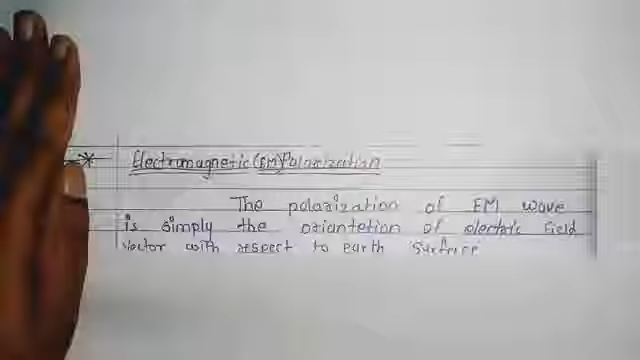 * Electromagnetic (EM) Polarization
The polarization of EM wave
is simply the oriantetion of electric field
vector with respect to earth surface